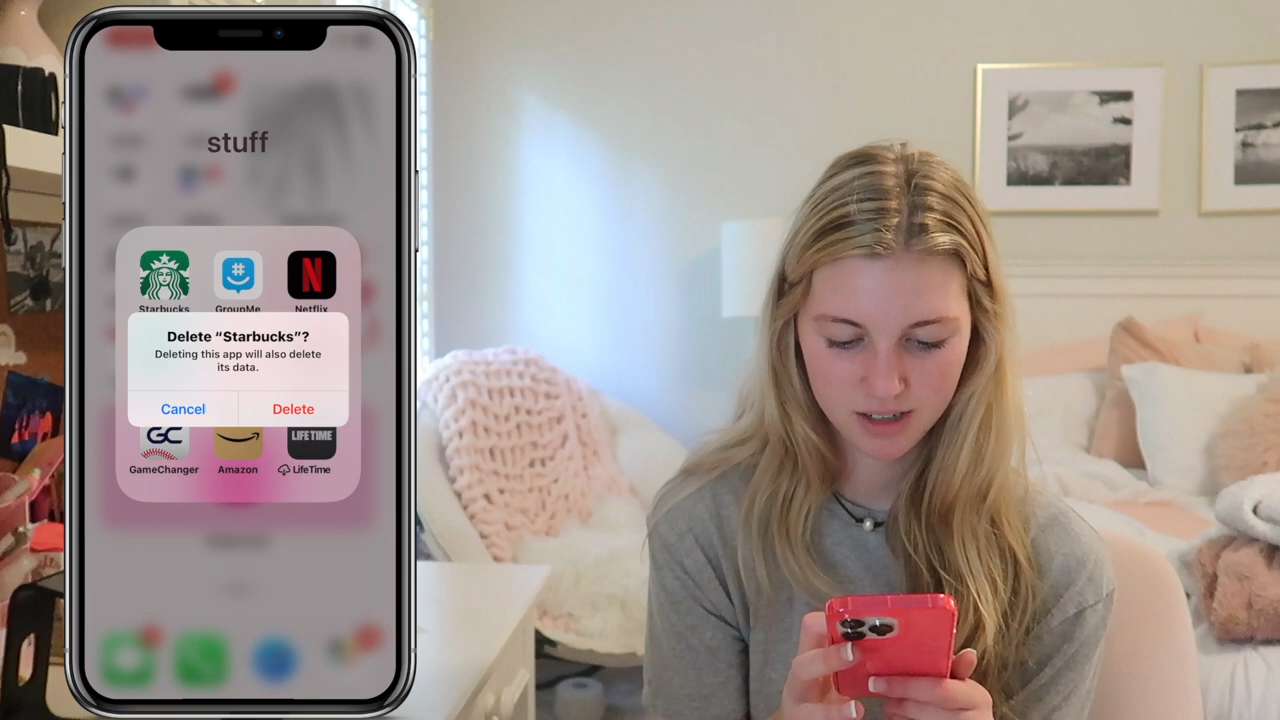 stuff
Starbucks
GroupMe
Netflix
Delete “Starbucks”?
Deleting this app will also delete
its data.
Cancel
Delete
GC
LIFE TIME
GameChanger
Amazon
LifeTime